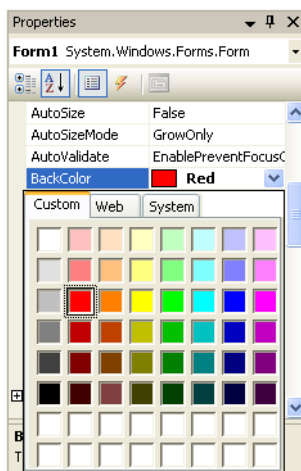 Properties
Form1 System.Windows.Forms.Form
AutoSize False
AutoSizeMode GrowOnly
AutoValidate EnablePreventFocusC
BackColor Red
Custom Web System
B
T